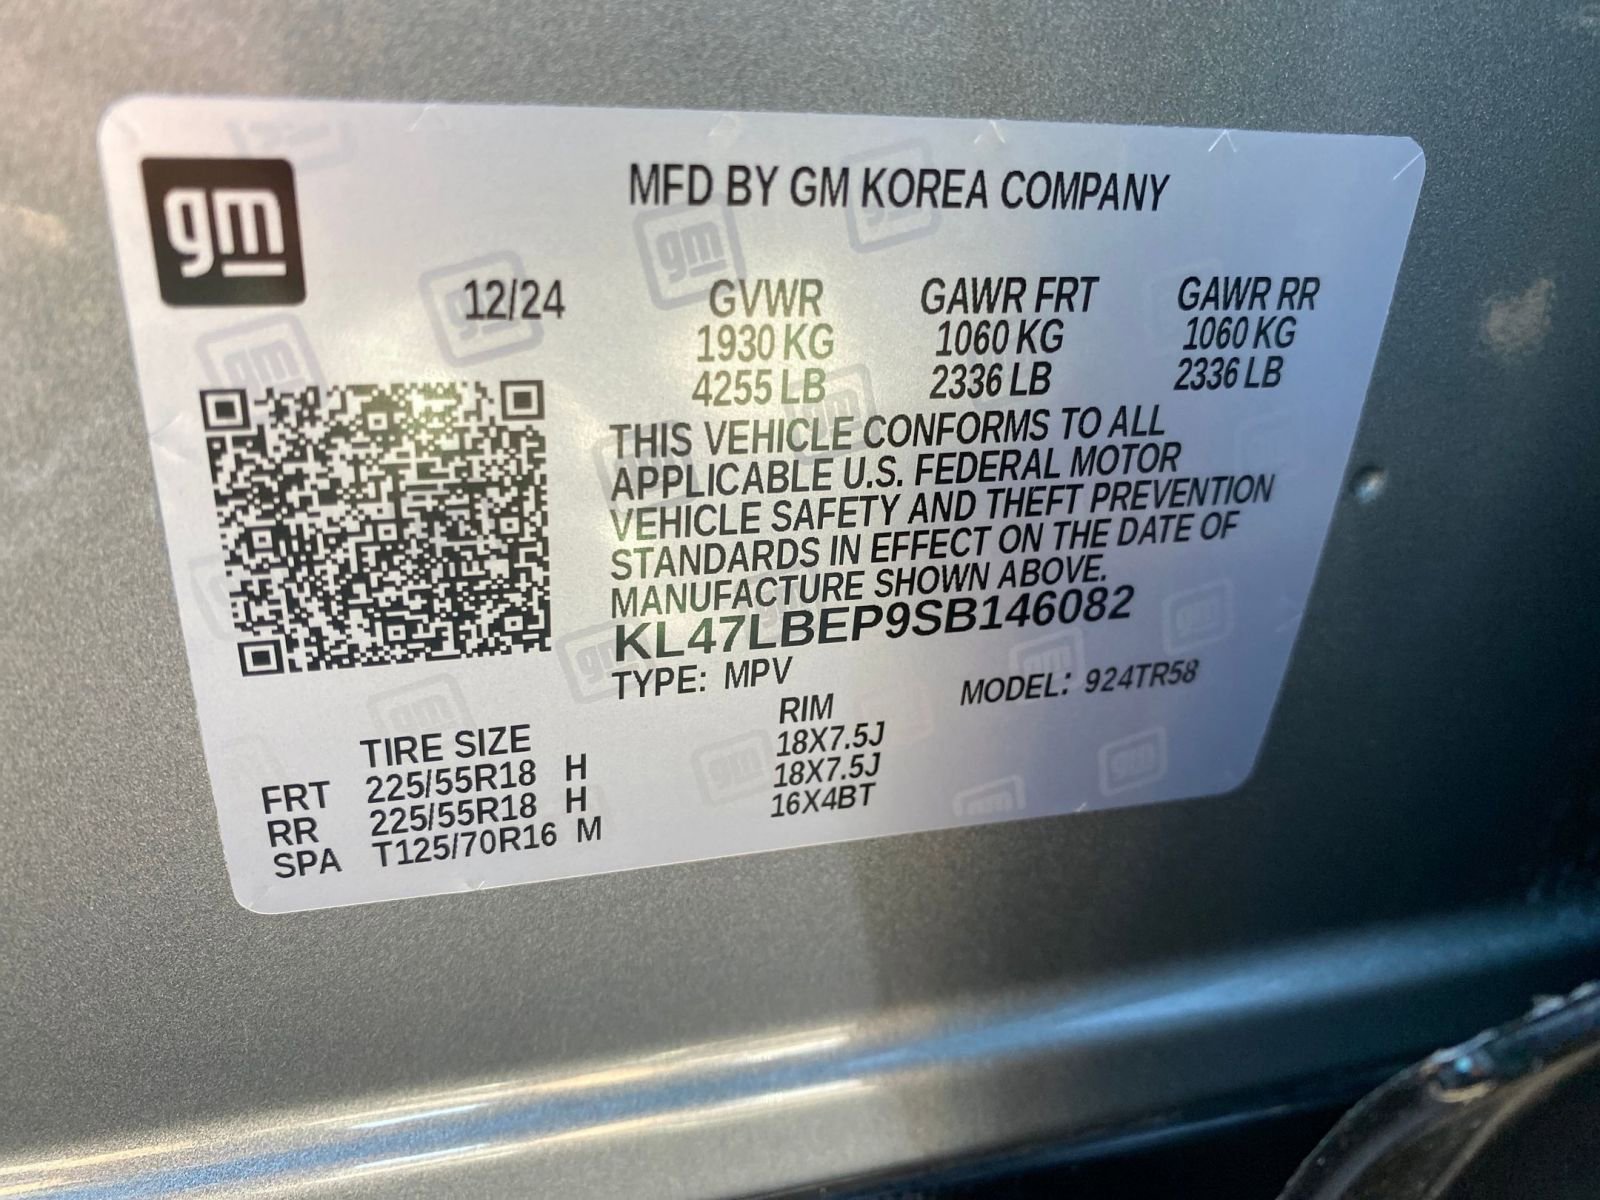 gm
MFD BY GM KOREA COMPANY
12/24 GVWR GAWR FRT GAWR RR
1930 KG 1060 KG 1060 KG
4255 LB 2336 LB 2336 LB
THIS VEHICLE CONFORMS TO ALL
APPLICABLE U.S. FEDERAL MOTOR
VEHICLE SAFETY AND THEFT PREVENTION
STANDARDS IN EFFECT ON THE DATE OF
MANUFACTURE SHOWN ABOVE.
KL47LBEP9SB146082
TYPE: MPV MODEL: 924TR58
TIRE SIZE RIM
FRT 225/55R18 H 18X7.5J
RR 225/55R18 H 18X7.5J
SPA T125/70R16 M 16X4BT